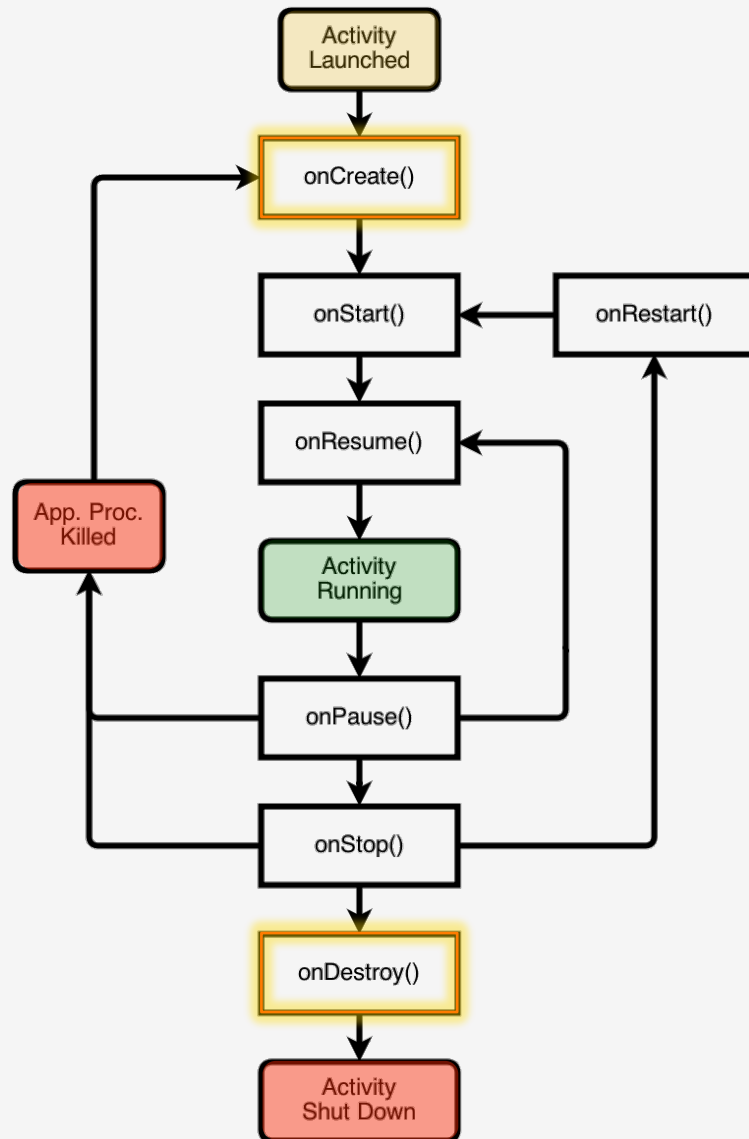 Activity
Launched
onCreate()
onStart()
onRestart()
onResume()
App. Proc.
Killed
Activity
Running
onPause()
onStop()
onDestroy()
Activity
Shut Down